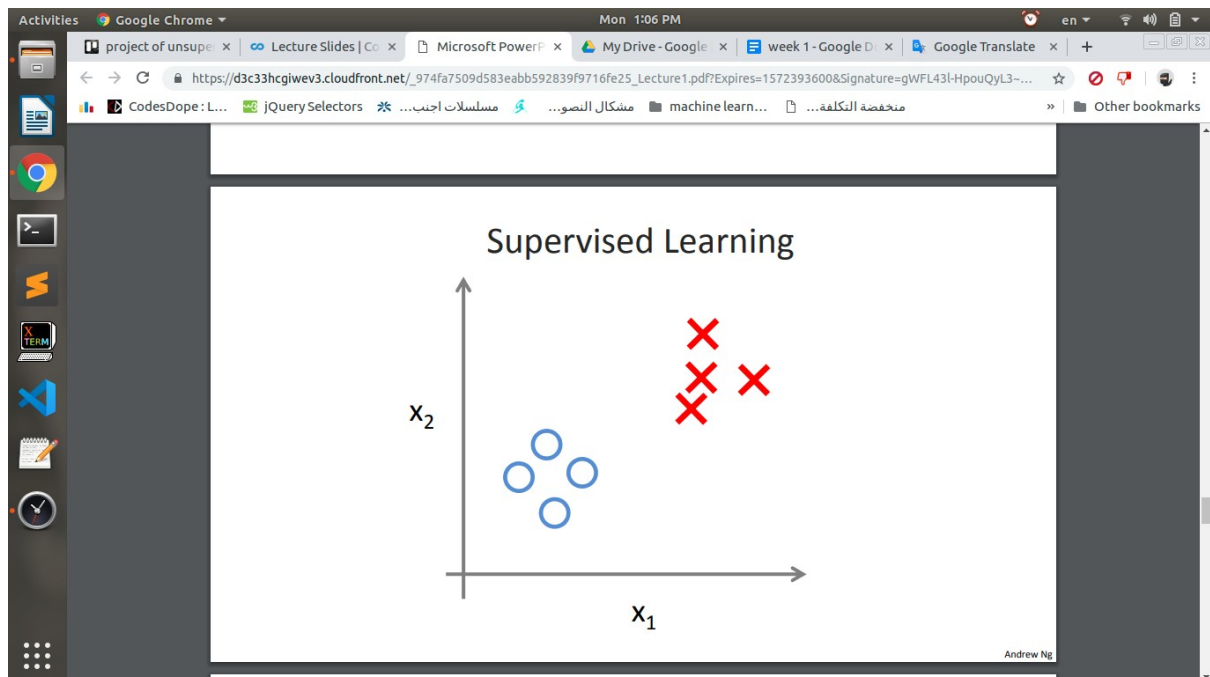 Activities Google Chrome Mon 1:06 PM en
project of unsupe Lecture Slides | Co Microsoft PowerP My Drive - Google week 1 - Google D Google Translate
https://d3c33hcgiwev3.cloudfront.net/_974fa7509d583eabb592839f9716fe25_Lecture1.pdf?Expires=1572393600&Signature=gWFL43l-HpouQyL3~...
CodesDope : L... jQuery Selectors مسلسلات اجنب... مشكال النصو... machine learn... منخفضة التكلفة... » Other bookmarks
Supervised Learning
X
TERM
x₂
x₁
Andrew Ng